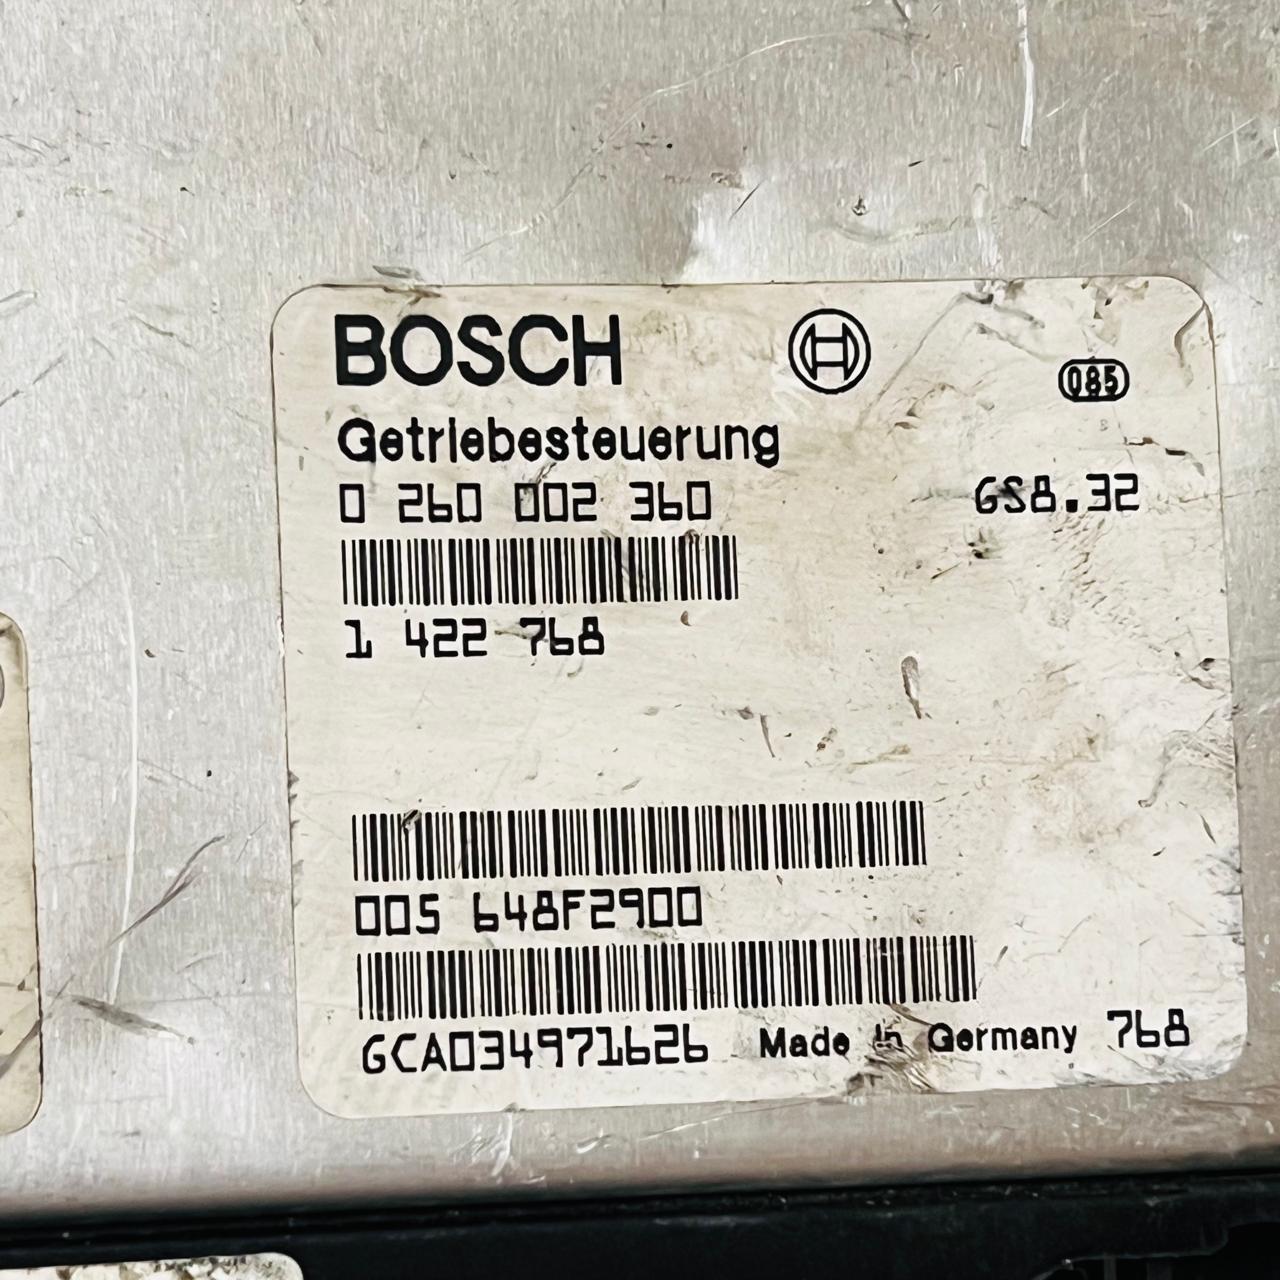 BOSCH
085
Getriebesteuerung
0 260 002 360
GS8.32
1 422 768
005 648F2900
GCA034971626 Made in Germany 768